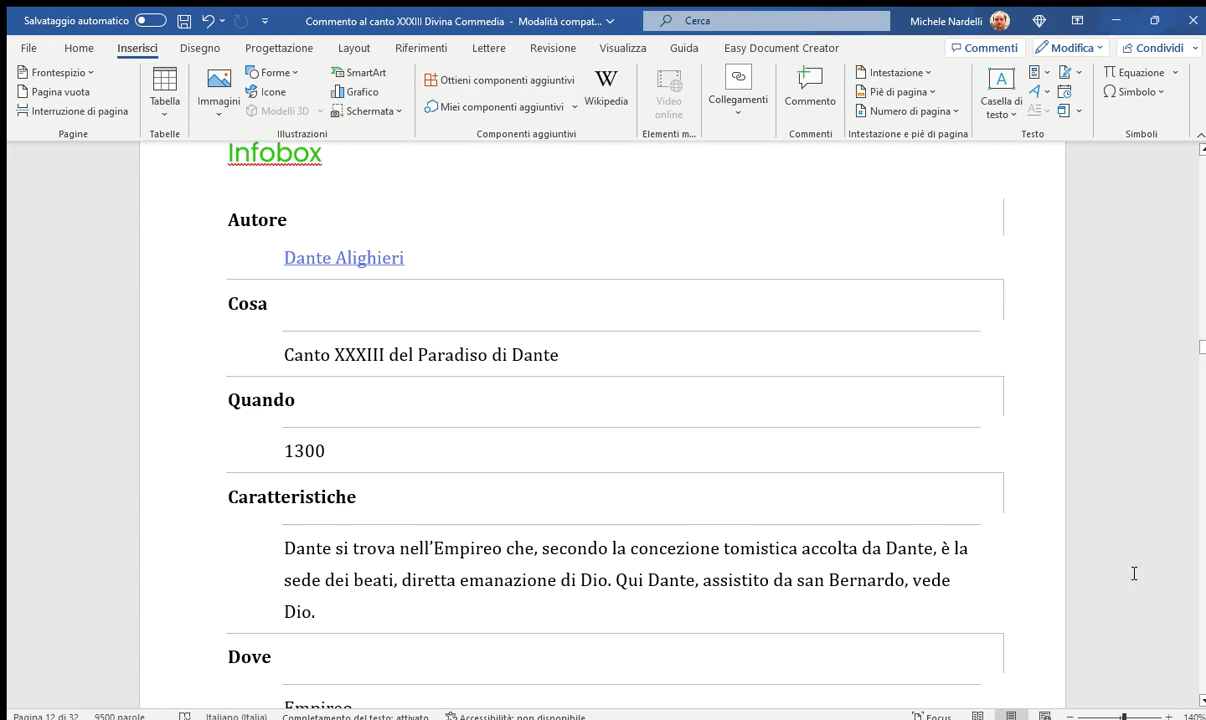 Salvataggio automatico
Commento al canto XXXIII Divina Commedia - Modalità compat...
Cerca
Michele Nardelli
File Home Inserisci Disegno Progettazione Layout Riferimenti Lettere Revisione Visualizza Guida Easy Document Creator
Commenti Modifica Condividi
Frontespizio
Pagina vuota
Interruzione di pagina
Pagine
Tabella
Tabelle
Immagini
Forme
Icone
Modelli 3D
SmartArt
Grafico
Schermata
Illustrazioni
Ottieni componenti aggiuntivi
Miei componenti aggiuntivi
W
Wikipedia
Componenti aggiuntivi
Video
online
Elementi m...
Collegamenti
Commento
Commenti
Intestazione
Piè di pagina
Numero di pagina
Intestazione e piè di pagina
Casella di
testo
Testo
Equazione
Simbolo
Simboli
Infobox
Autore
Dante Alighieri
Cosa
Canto XXXIII del Paradiso di Dante
Quando
1300
Caratteristiche
Dante si trova nell’Empireo che, secondo la concezione tomistica accolta da Dante, è la
sede dei beati, diretta emanazione di Dio. Qui Dante, assistito da san Bernardo, vede
Dio.
Dove
Empireo
Pagina 12 di 32 9500 parole Italiano (Italia) Completamento del testo: attivato Accessibilità: non disponibile Focus 140%